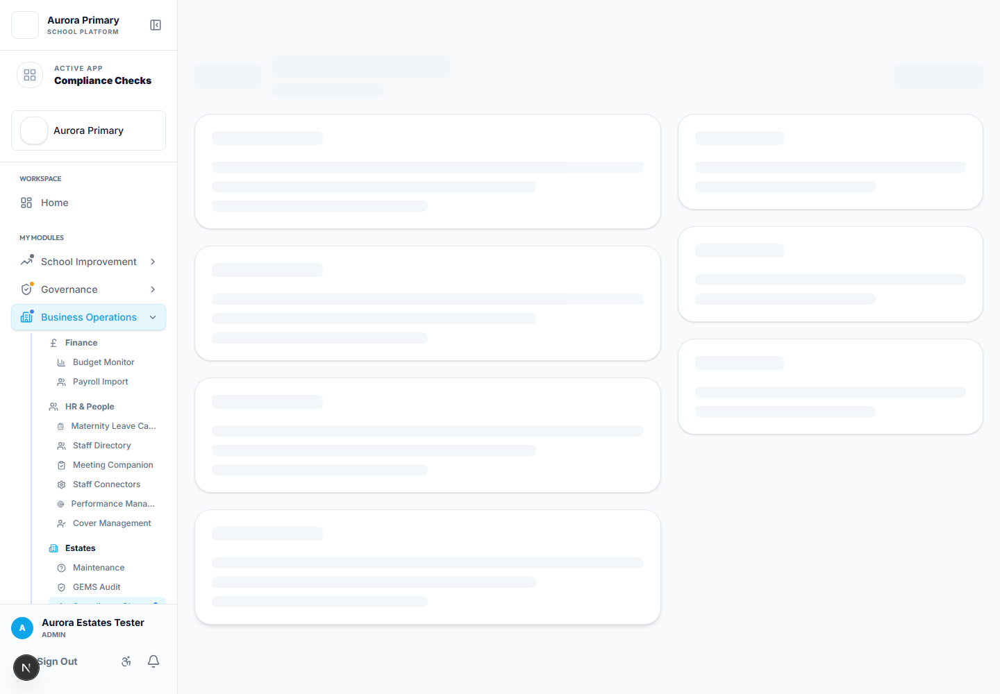 Aurora Primary
SCHOOL PLATFORM
ACTIVE APP
Compliance Checks
Aurora Primary
WORKSPACE
Home
MY MODULES
School Improvement
Governance
Business Operations
Finance
Budget Monitor
Payroll Import
HR & People
Maternity Leave Ca...
Staff Directory
Meeting Companion
Staff Connectors
Performance Mana...
Cover Management
Estates
Maintenance
GEMS Audit
A
Aurora Estates Tester
ADMIN
N
Sign Out